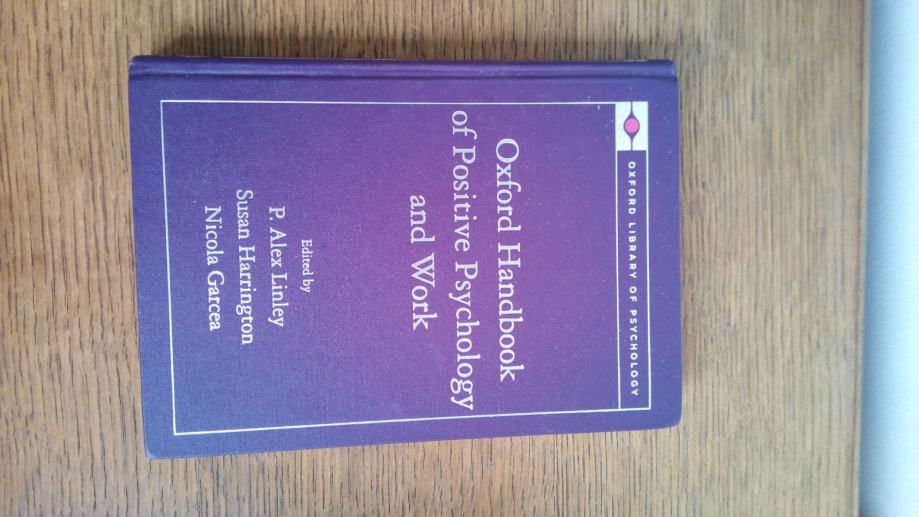 OXFORD LIBRARY OF PSYCHOLOGY
Oxford Handbook
of Positive Psychology
and Work
Edited by
P. Alex Linley
Susan Harrington
Nicola Garcea